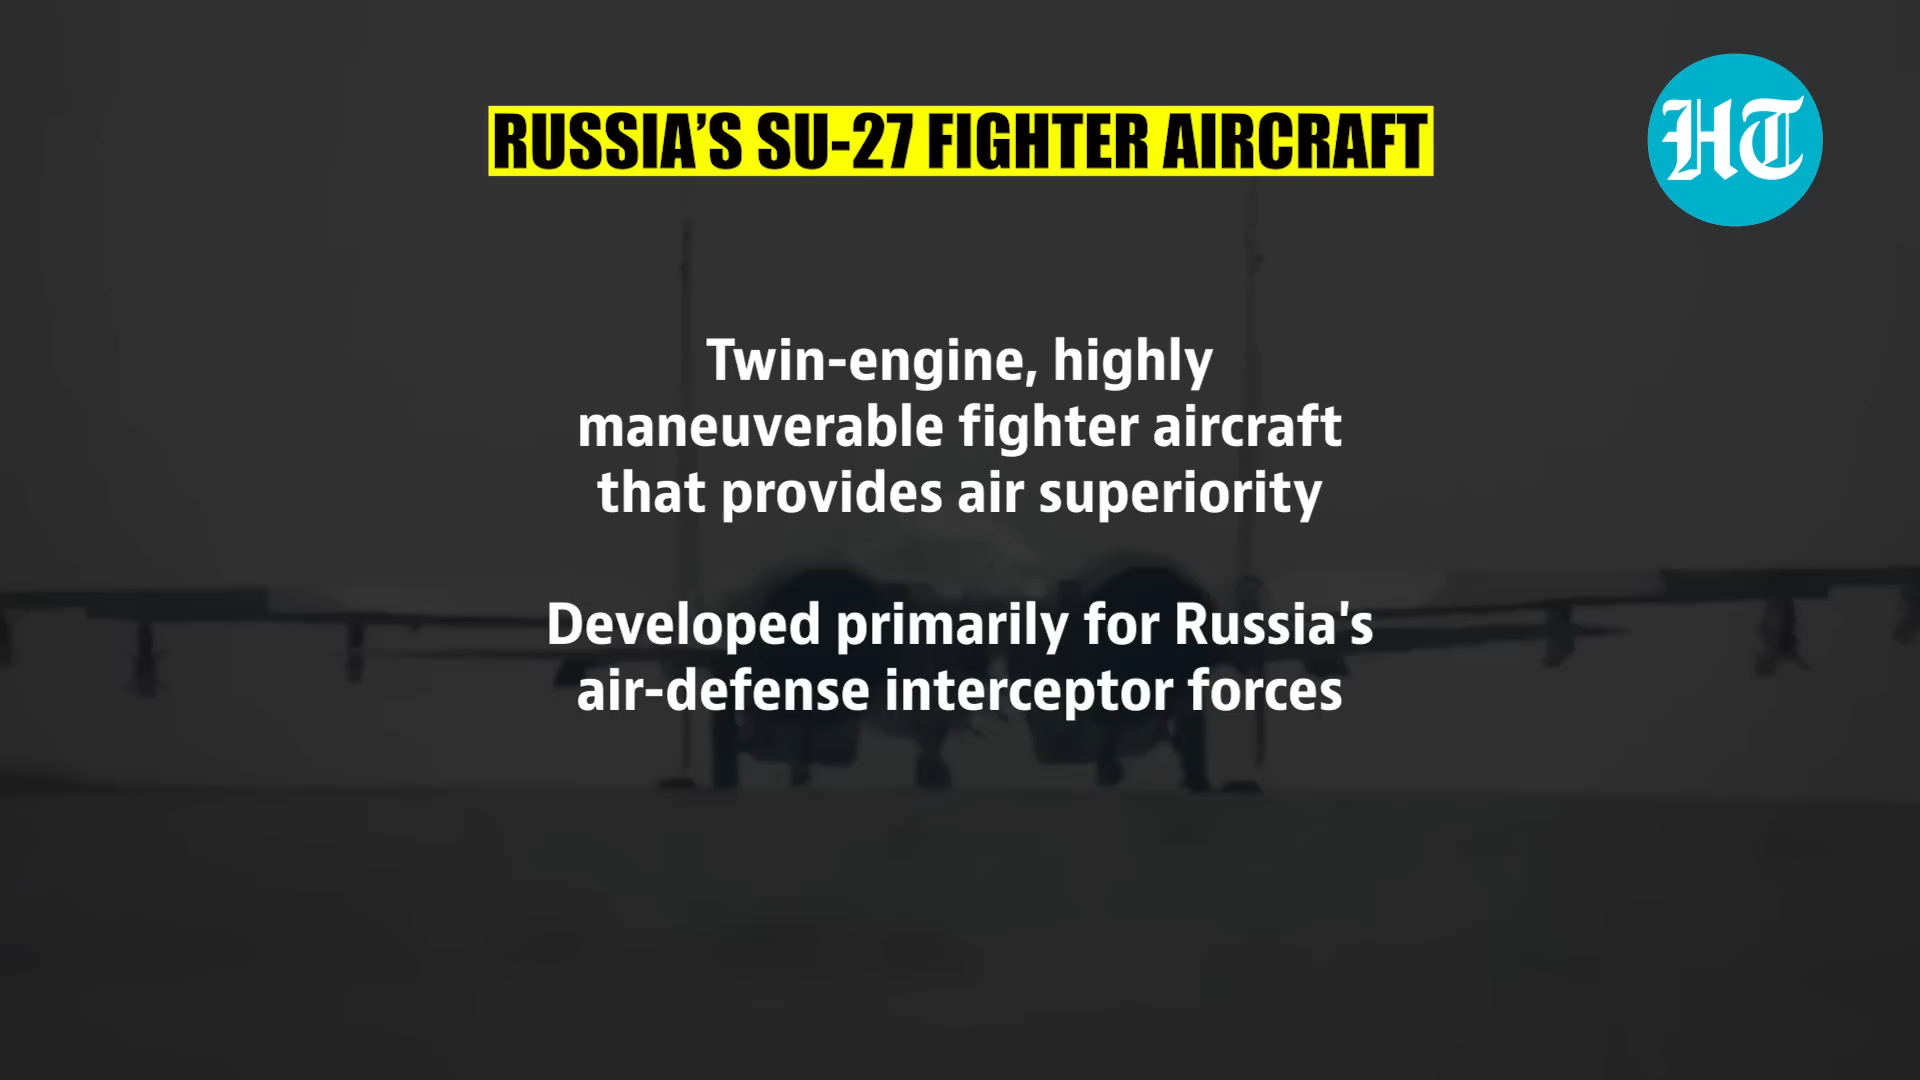 RUSSIA’S SU-27 FIGHTER AIRCRAFT
HT
Twin-engine, highly
maneuverable fighter aircraft
that provides air superiority
Developed primarily for Russia's
air-defense interceptor forces